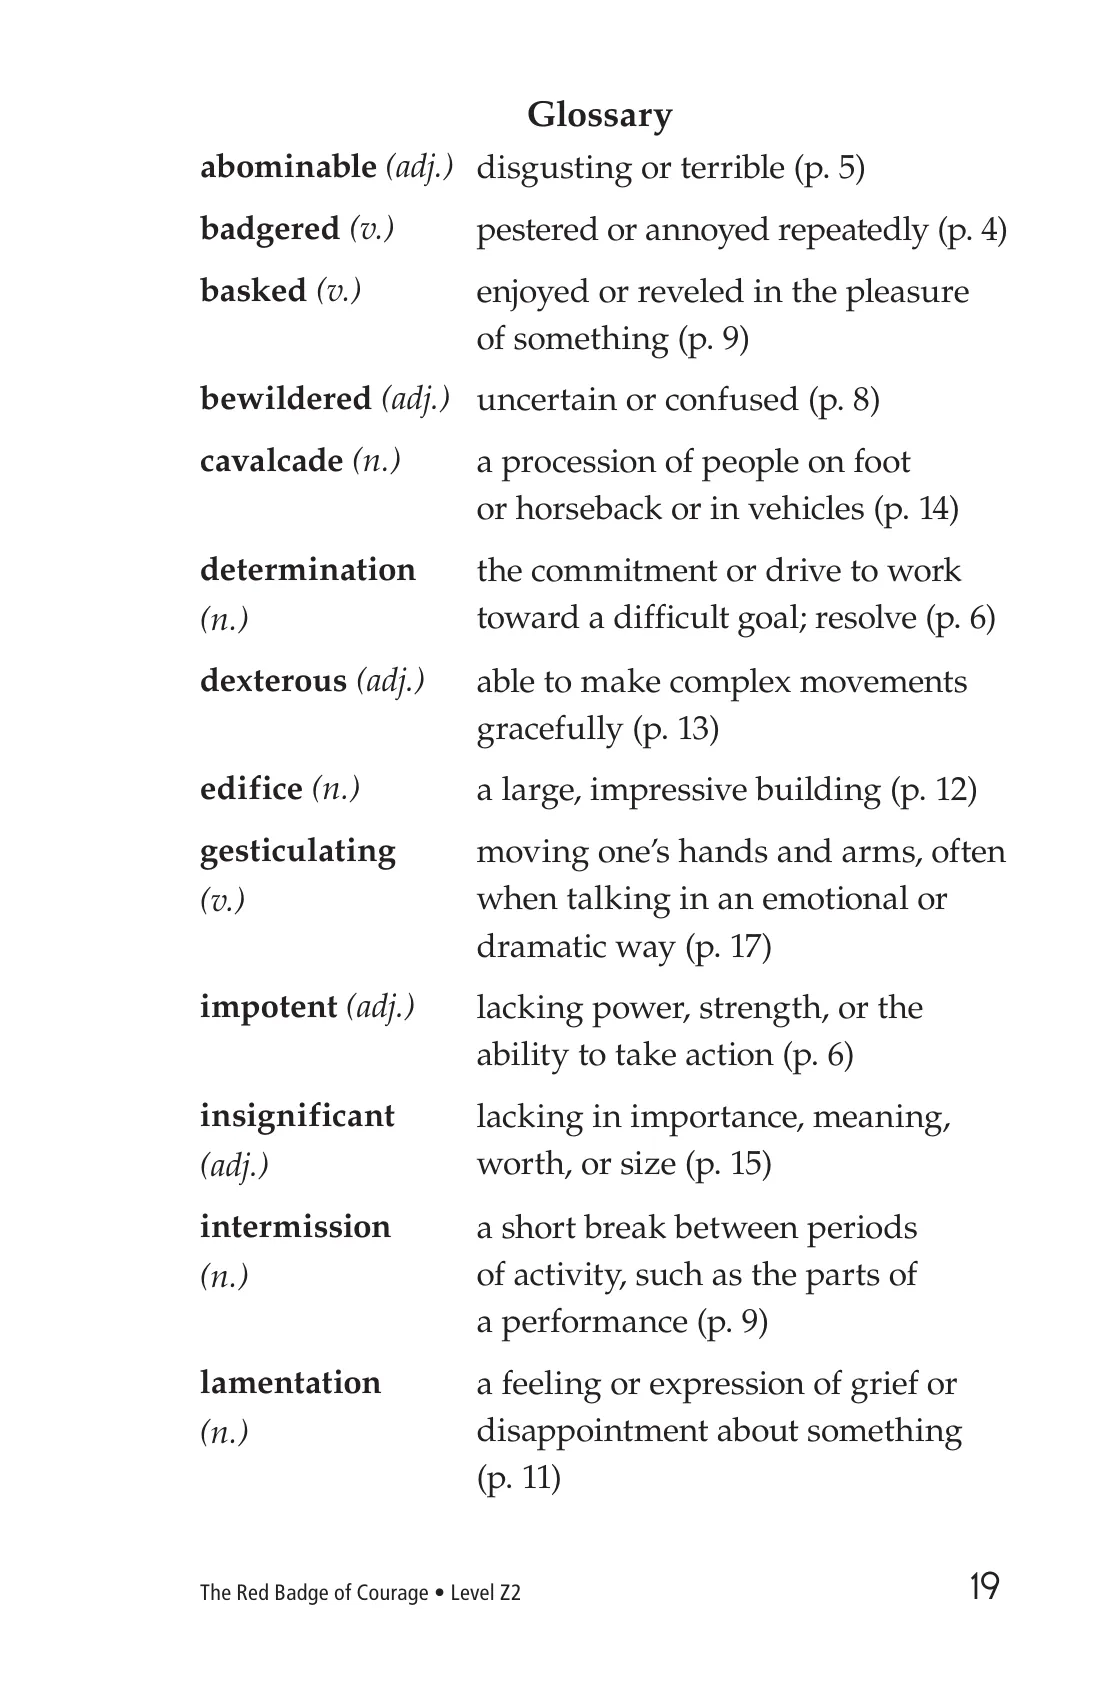 Glossary
abominable (adj.) disgusting or terrible (p. 5)
badgered (v.) pestered or annoyed repeatedly (p. 4)
basked (v.) enjoyed or reveled in the pleasure
of something (p. 9)
bewildered (adj.) uncertain or confused (p. 8)
cavalcade (n.) a procession of people on foot
or horseback or in vehicles (p. 14)
determination the commitment or drive to work
(n.) toward a difficult goal; resolve (p. 6)
dexterous (adj.) able to make complex movements
gracefully (p. 13)
edifice (n.) a large, impressive building (p. 12)
gesticulating moving one’s hands and arms, often
(v.) when talking in an emotional or
dramatic way (p. 17)
impotent (adj.) lacking power, strength, or the
ability to take action (p. 6)
insignificant lacking in importance, meaning,
(adj.) worth, or size (p. 15)
intermission a short break between periods
(n.) of activity, such as the parts of
a performance (p. 9)
lamentation a feeling or expression of grief or
(n.) disappointment about something
(p. 11)
The Red Badge of Courage • Level Z2 19